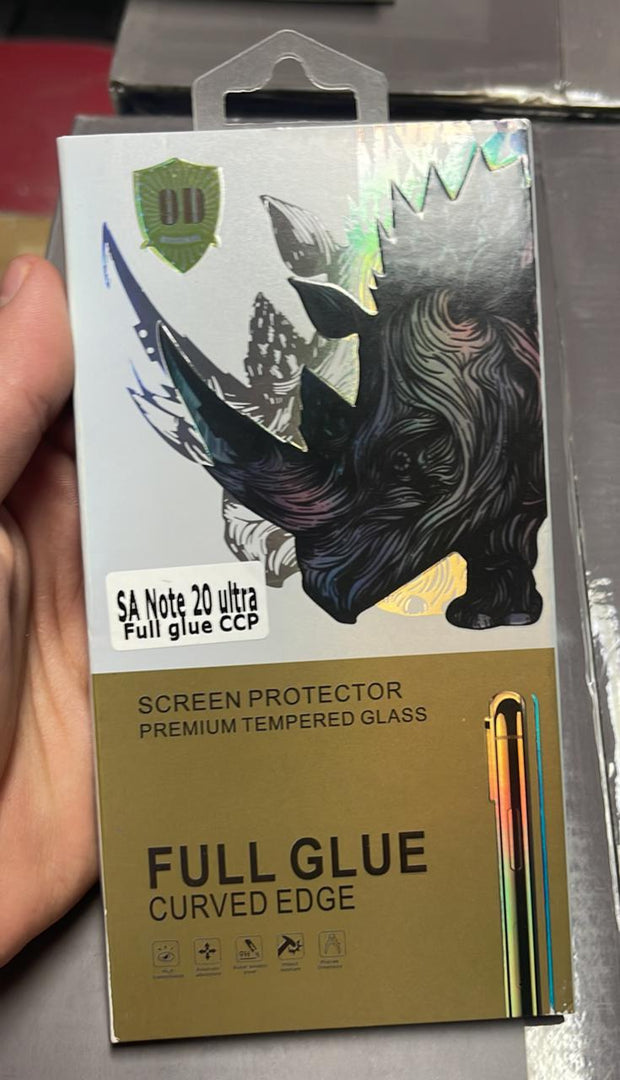 SA Note 20 ultra
Full glue CCP
SCREEN PROTECTOR
PREMIUM TEMPERED GLASS
FULL GLUE
CURVED EDGE